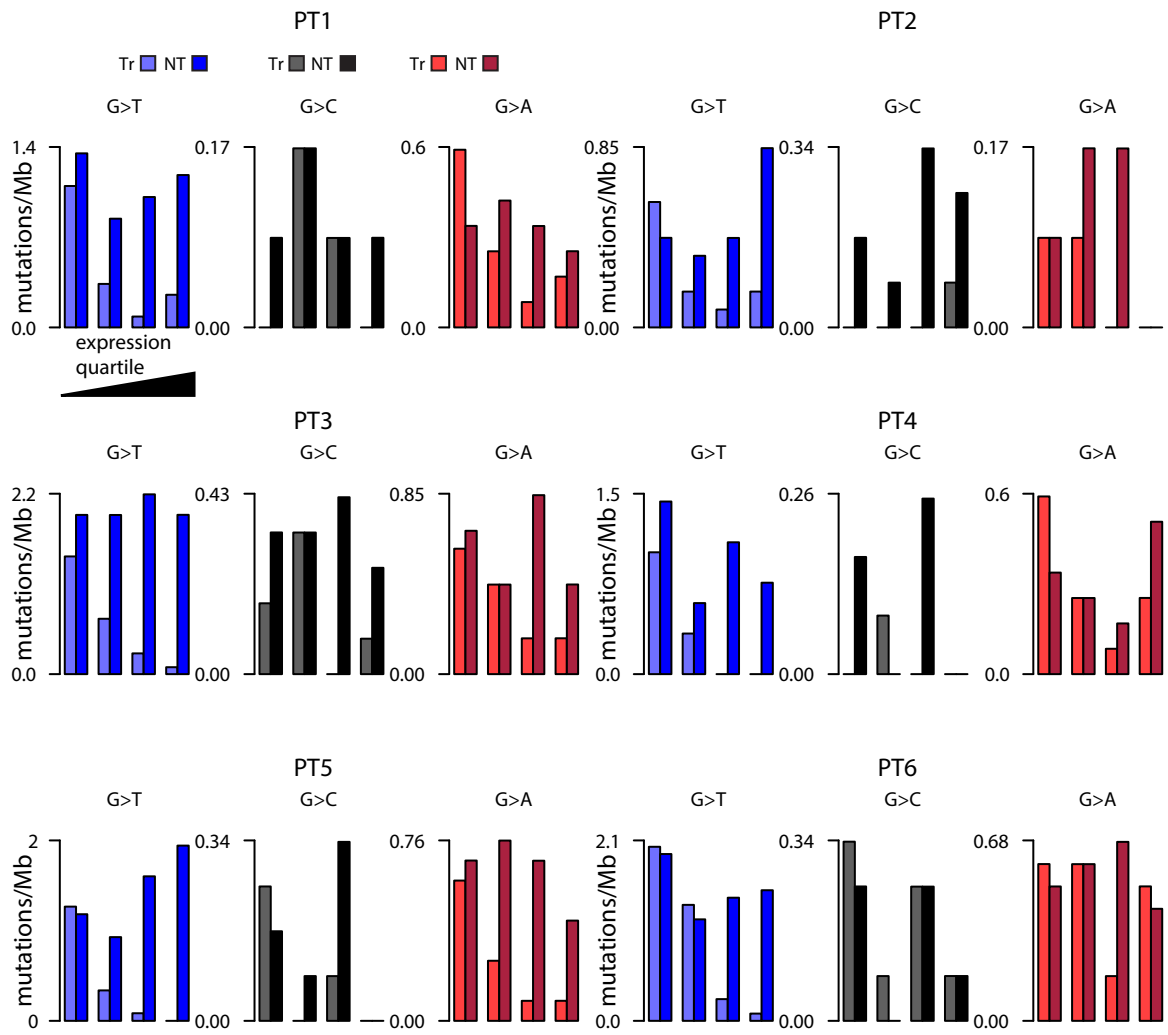 PT1 PT2
Tr NT Tr NT Tr NT
G>T G>C G>A G>T G>C G>A
1.4 0.17 0.6 0.85 0.34 0.17
mutations/Mb mutations/Mb
0.0 0.00 0.0 0.00 0.00 0.00
expression
quartile
PT3 PT4
G>T G>C G>A G>T G>C G>A
2.2 0.43 0.85 1.5 0.26 0.6
mutations/Mb mutations/Mb
0.0 0.00 0.00 0.0 0.00 0.0
PT5 PT6
G>T G>C G>A G>T G>C G>A
2 0.34 0.76 2.1 0.34 0.68
mutations/Mb mutations/Mb
0 0.00 0.00 0.0 0.00 0.00